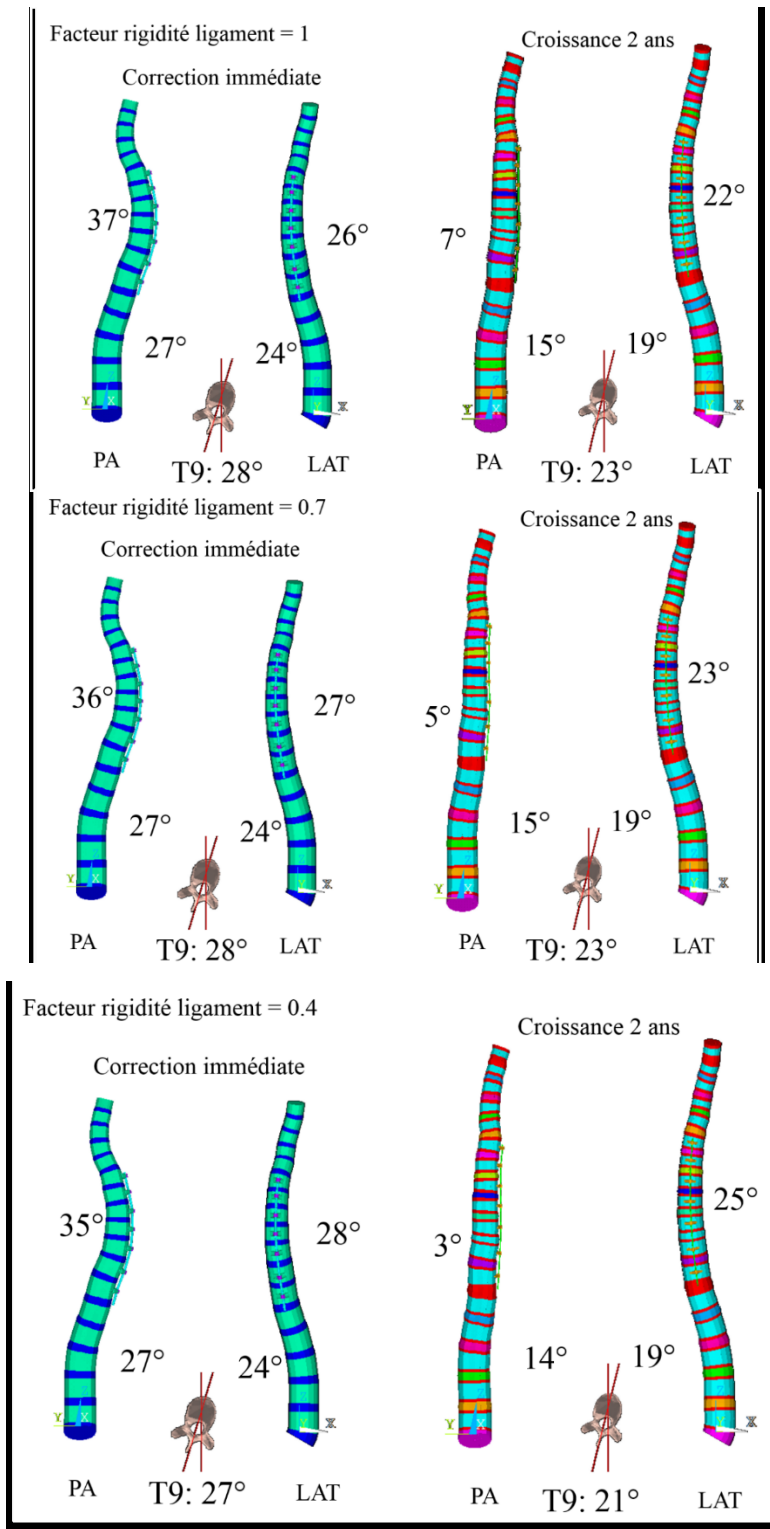 Facteur rigidité ligament = 1
Croissance 2 ans
Correction immédiate
37°
26°
7°
22°
27°
24°
15°
19°
Y X X
Y X X
PA
T9: 28°
LAT
PA
T9: 23°
LAT
Facteur rigidité ligament = 0.7
Croissance 2 ans
Correction immédiate
36°
27°
5°
23°
27°
24°
15°
19°
Y X X
Y X X
PA
T9: 28°
LAT
PA
T9: 23°
LAT
Facteur rigidité ligament = 0.4
Croissance 2 ans
Correction immédiate
35°
28°
3°
25°
27°
24°
14°
19°
Y X X
Y X X
PA
T9: 27°
LAT
PA
T9: 21°
LAT